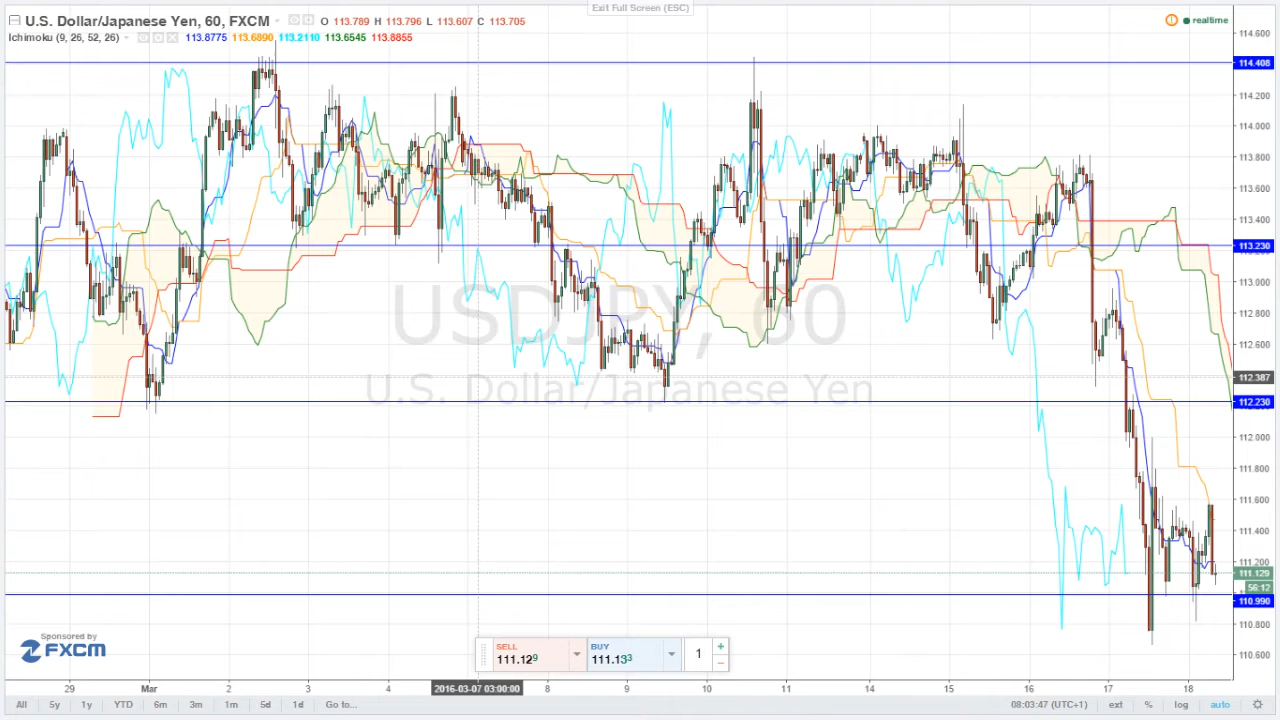 Exit Full Screen (ESC)
U.S. Dollar/Japanese Yen, 60, FXCM O 113.789 H 113.796 L 113.607 C 113.705
realtime
Ichimoku (9, 26, 52, 26) 113.8775 113.6890 113.2110 113.6545 113.8855
114.600
114.408
114.200
114.000
113.800
113.600
113.400
113.230
113.000
112.800
112.600
112.387
112.230
112.000
111.800
111.600
111.400
111.200
111.129
56:12
110.990
110.800
110.600
USDJPY, 60
U.S. Dollar/Japanese Yen
Sponsored by
FXCM
SELL
111.129
BUY
111.133
1
29 Mar 2 3 4 2016-03-07 03:00:00 8 9 10 11 14 15 16 17 18
All 5y 1y YTD 6m 3m 1m 5d 1d Go to... 08:03:47 (UTC+1) ext % log auto